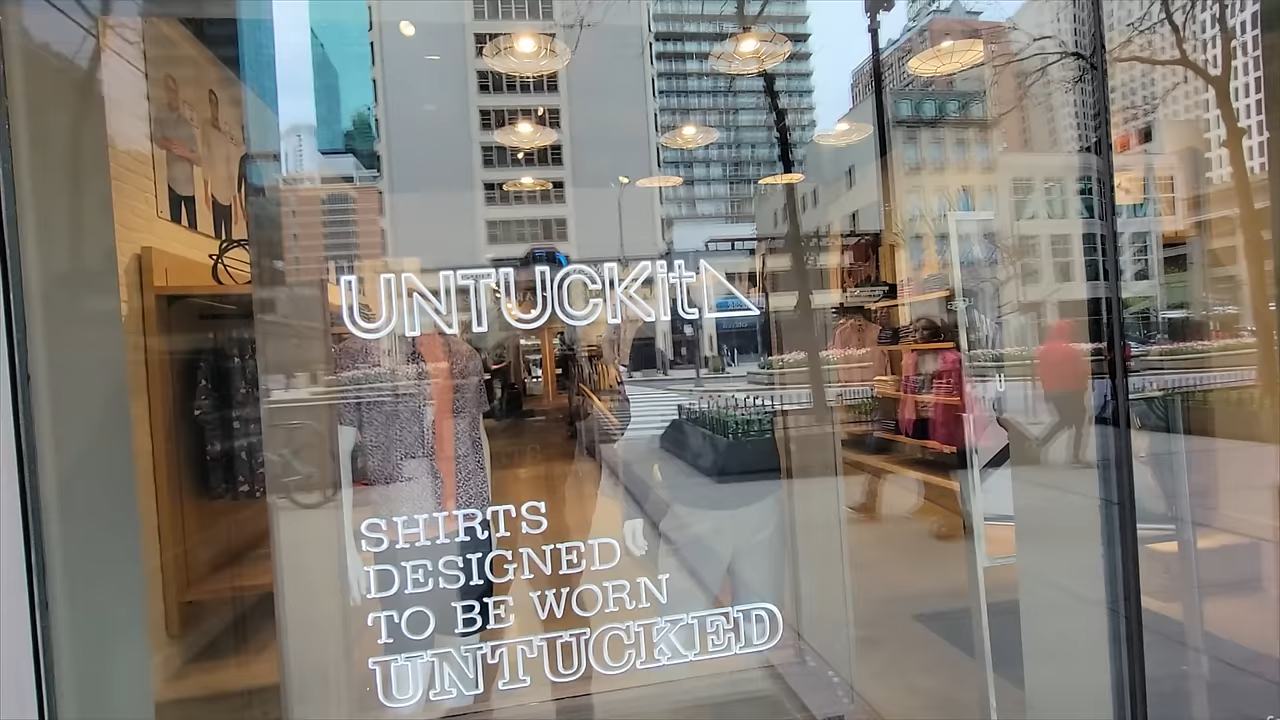 UNTUCKit
SHIRTS
DESIGNED
TO BE WORN
UNTUCKED